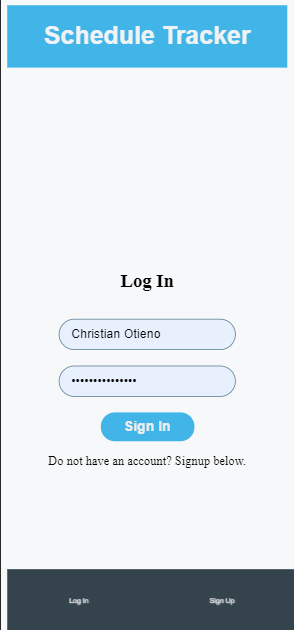 Schedule Tracker
Log In
Christian Otieno
•••••••••••••••
Sign In
Do not have an account? Signup below.
Log In Sign Up